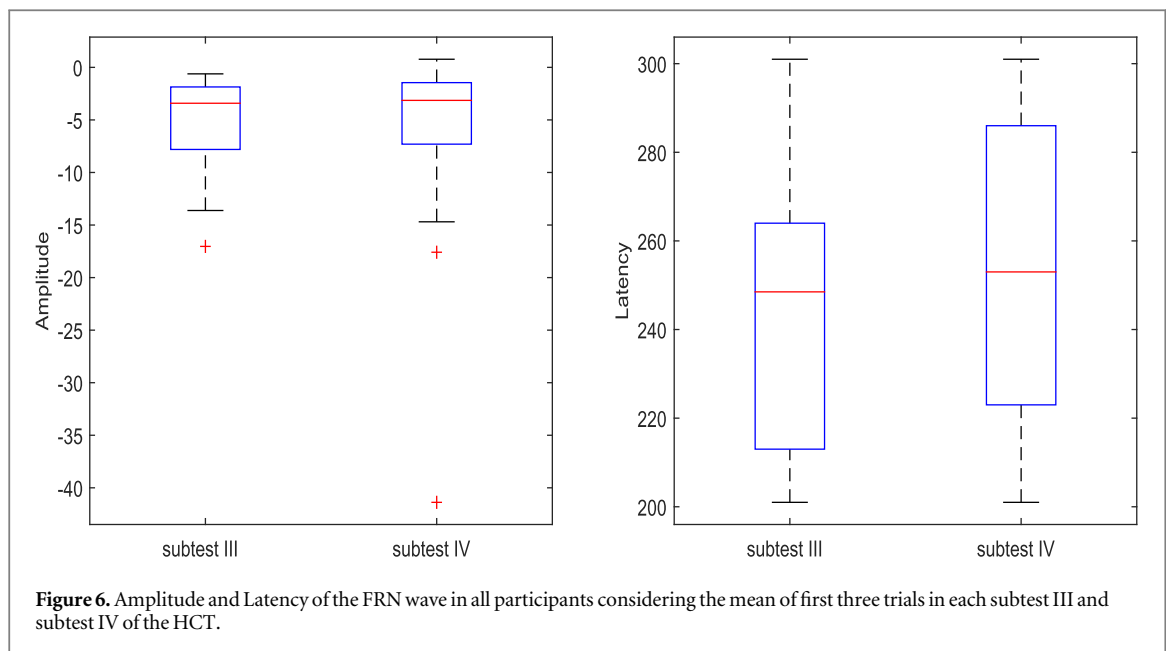 0
-5
-10
-15
-20
-25
-30
-35
-40
Amplitude
subtest III
subtest IV
300
280
260
240
220
200
Latency
subtest III
subtest IV
Figure 6. Amplitude and Latency of the FRN wave in all participants considering the mean of first three trials in each subtest III and
subtest IV of the HCT.